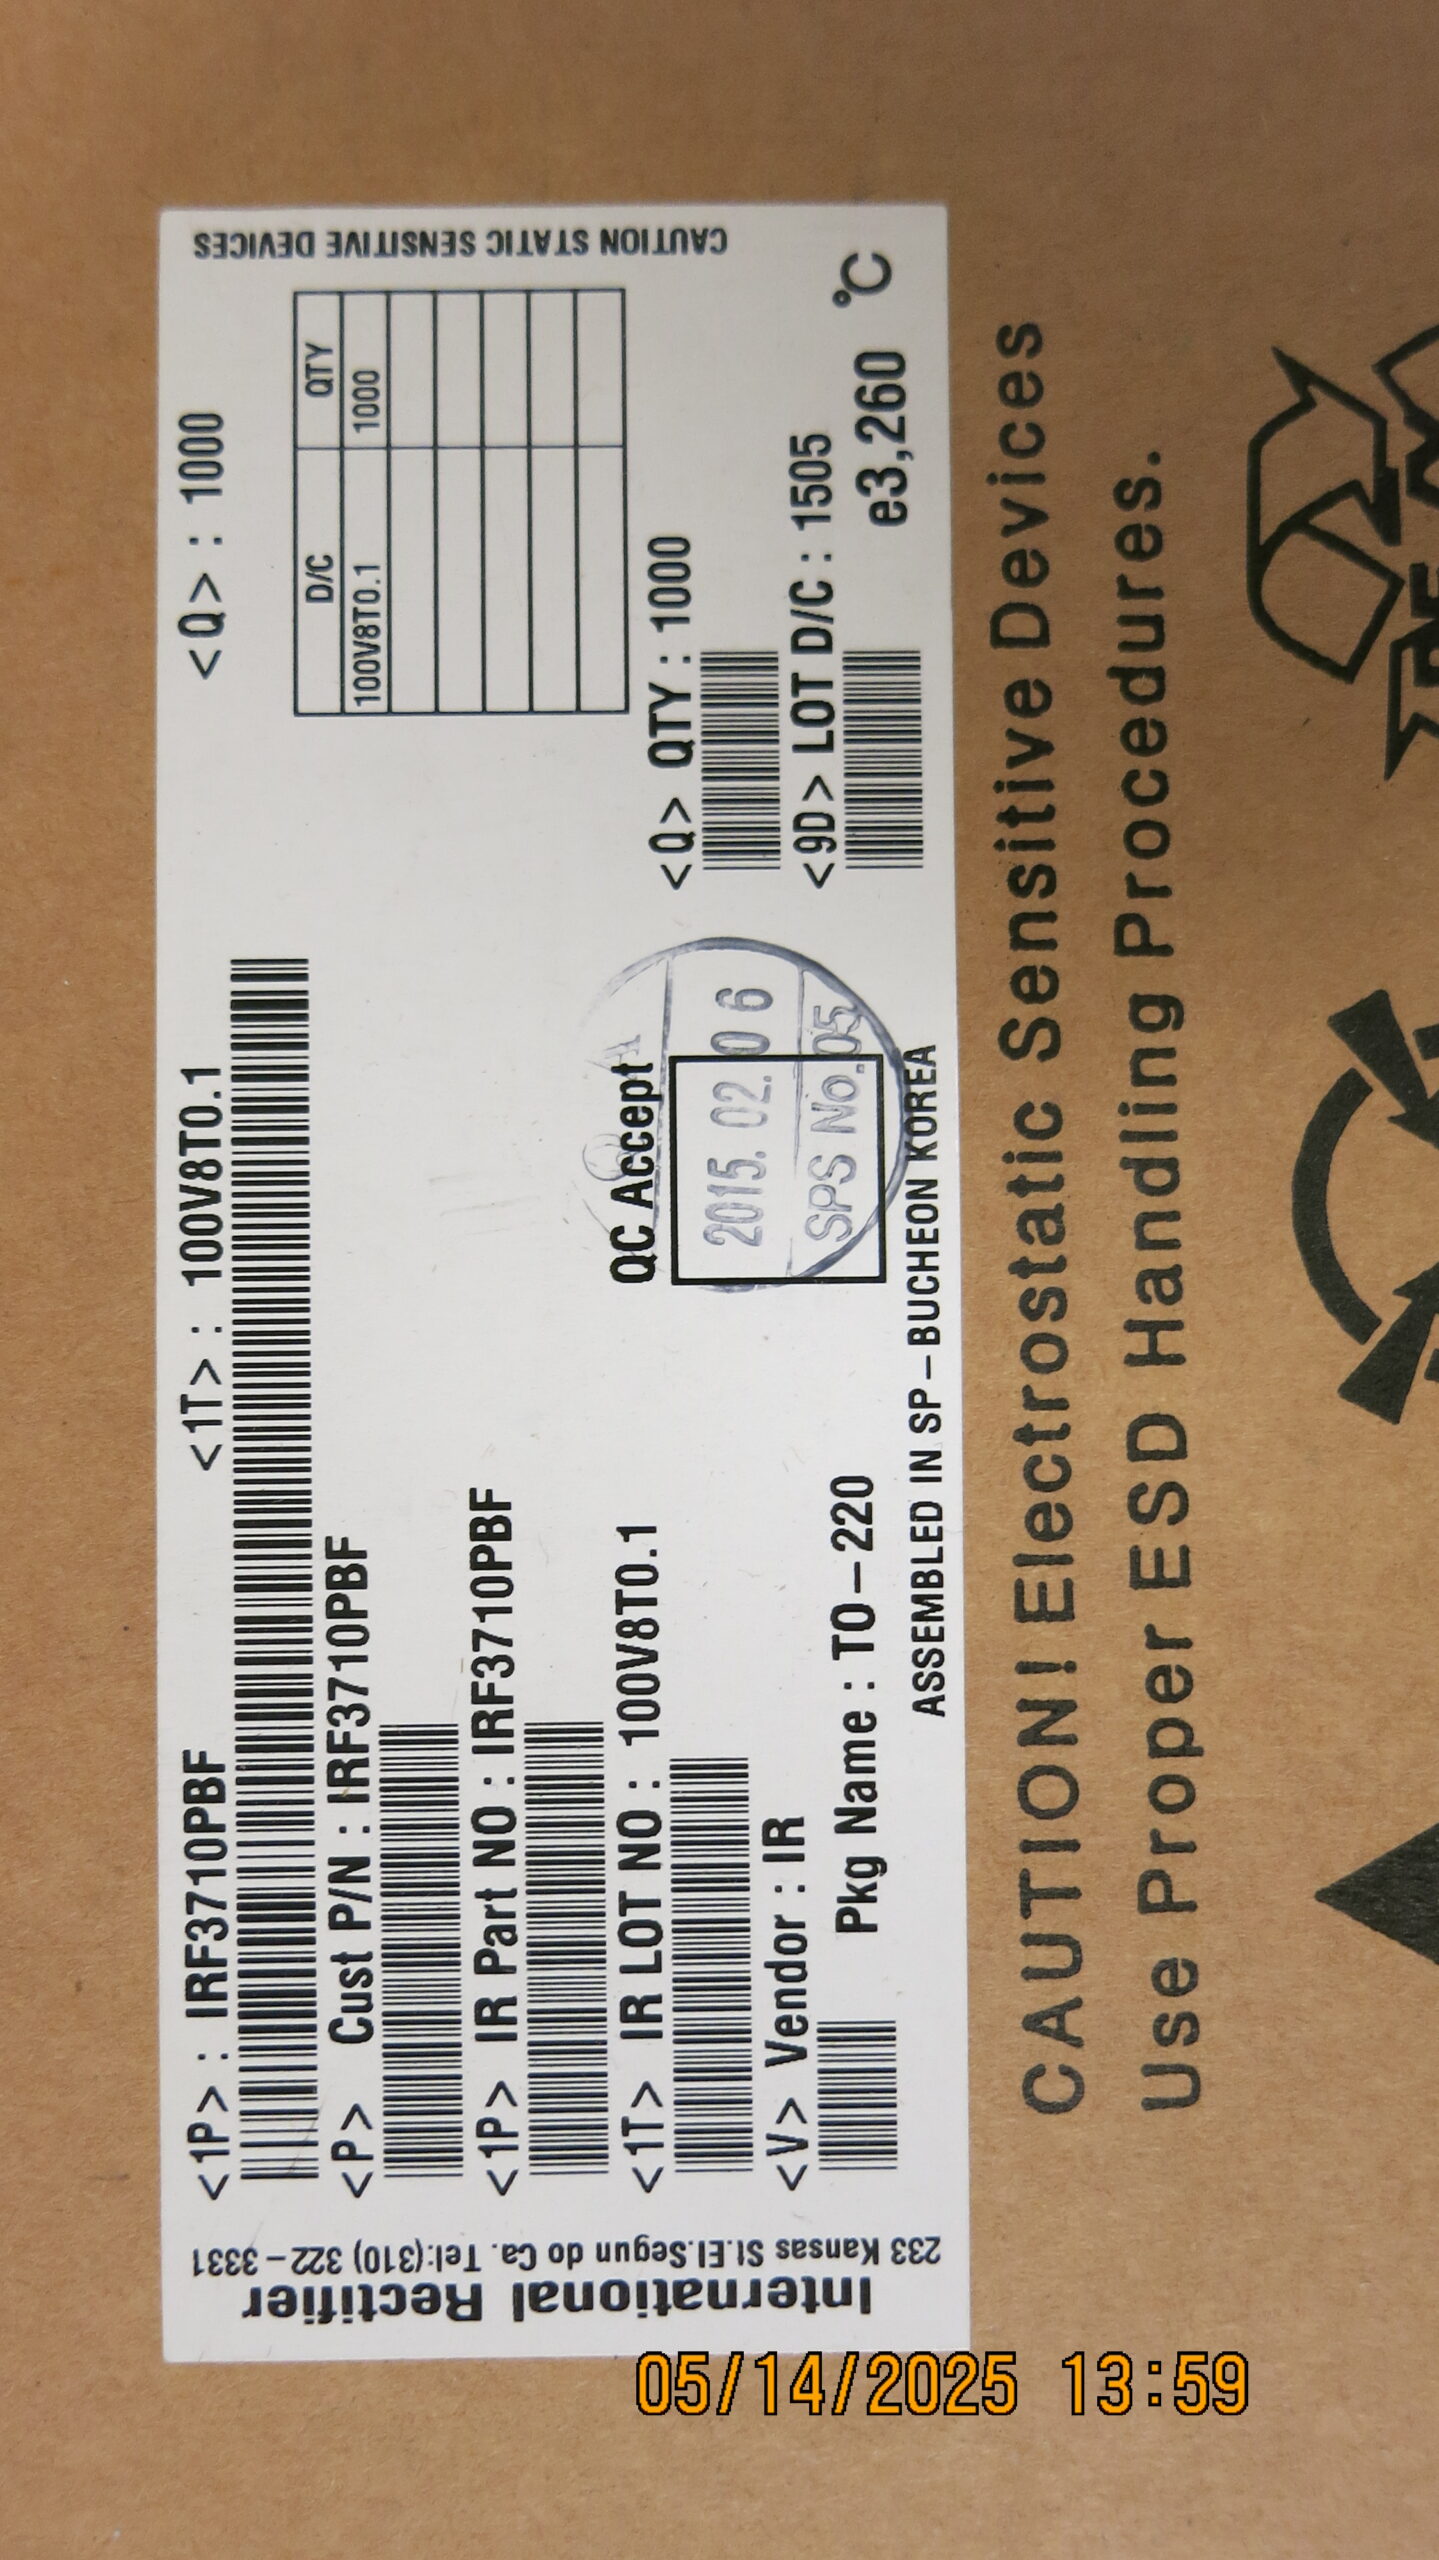 International Rectifier
233 Kansas St.El.Segun do Ca. Tel:(310) 322-3331
<1P> : IRF3710PBF
<1T> : 100V8T0.1
<Q> : 1000
<P> Cust P/N : IRF3710PBF
<1P> IR Part NO : IRF3710PBF
<1T> IR LOT NO : 100V8T0.1
<V> Vendor : IR
Pkg Name : TO-220
ASSEMBLED IN SP-BUCHEON KOREA
QC Accept
2015. 02. 06
SPS No.05
D/C QTY
100V8T0.1 1000
<Q> QTY : 1000
<9D> LOT D/C : 1505
e3,260 °C
CAUTION STATIC SENSITIVE DEVICES
CAUTION! Electrostatic Sensitive Devices
Use Proper ESD Handling Procedures.
05/14/2025 13:59